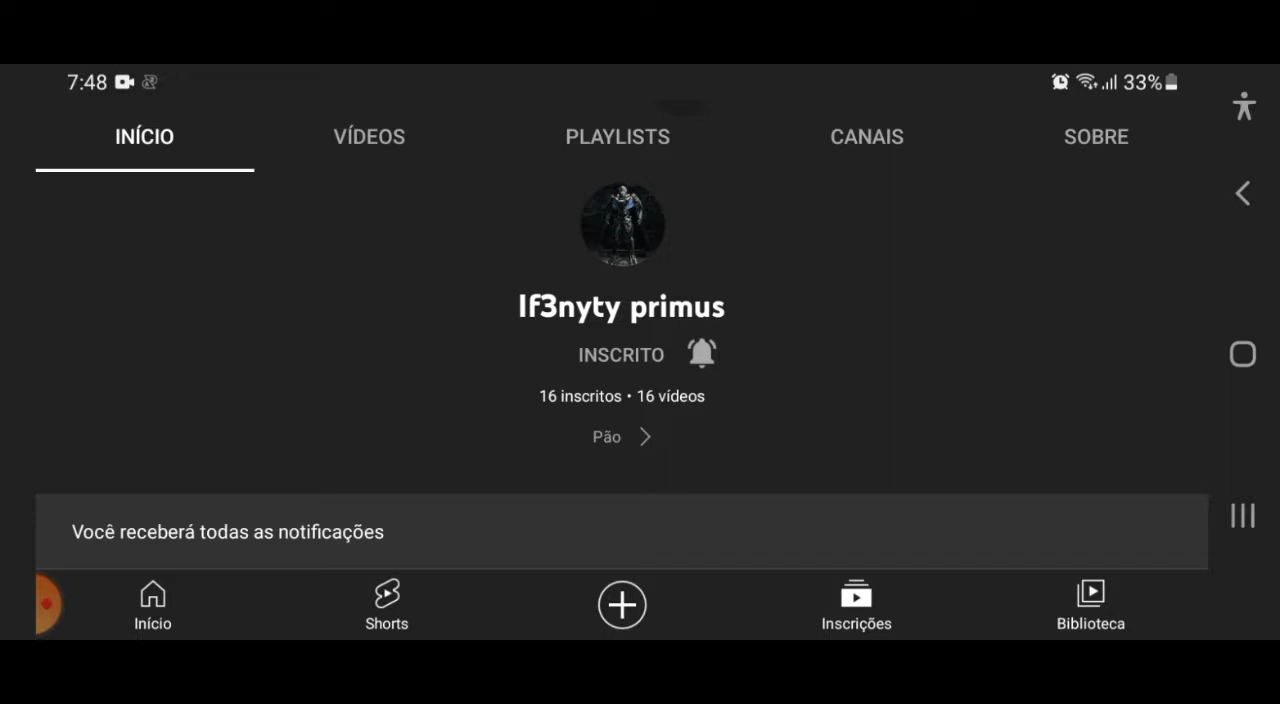 7:48
33%
INÍCIO VÍDEOS PLAYLISTS CANAIS SOBRE
If3nyty primus
INSCRITO
16 inscritos • 16 vídeos
Pão
Você receberá todas as notificações
Início Shorts Inscrições Biblioteca